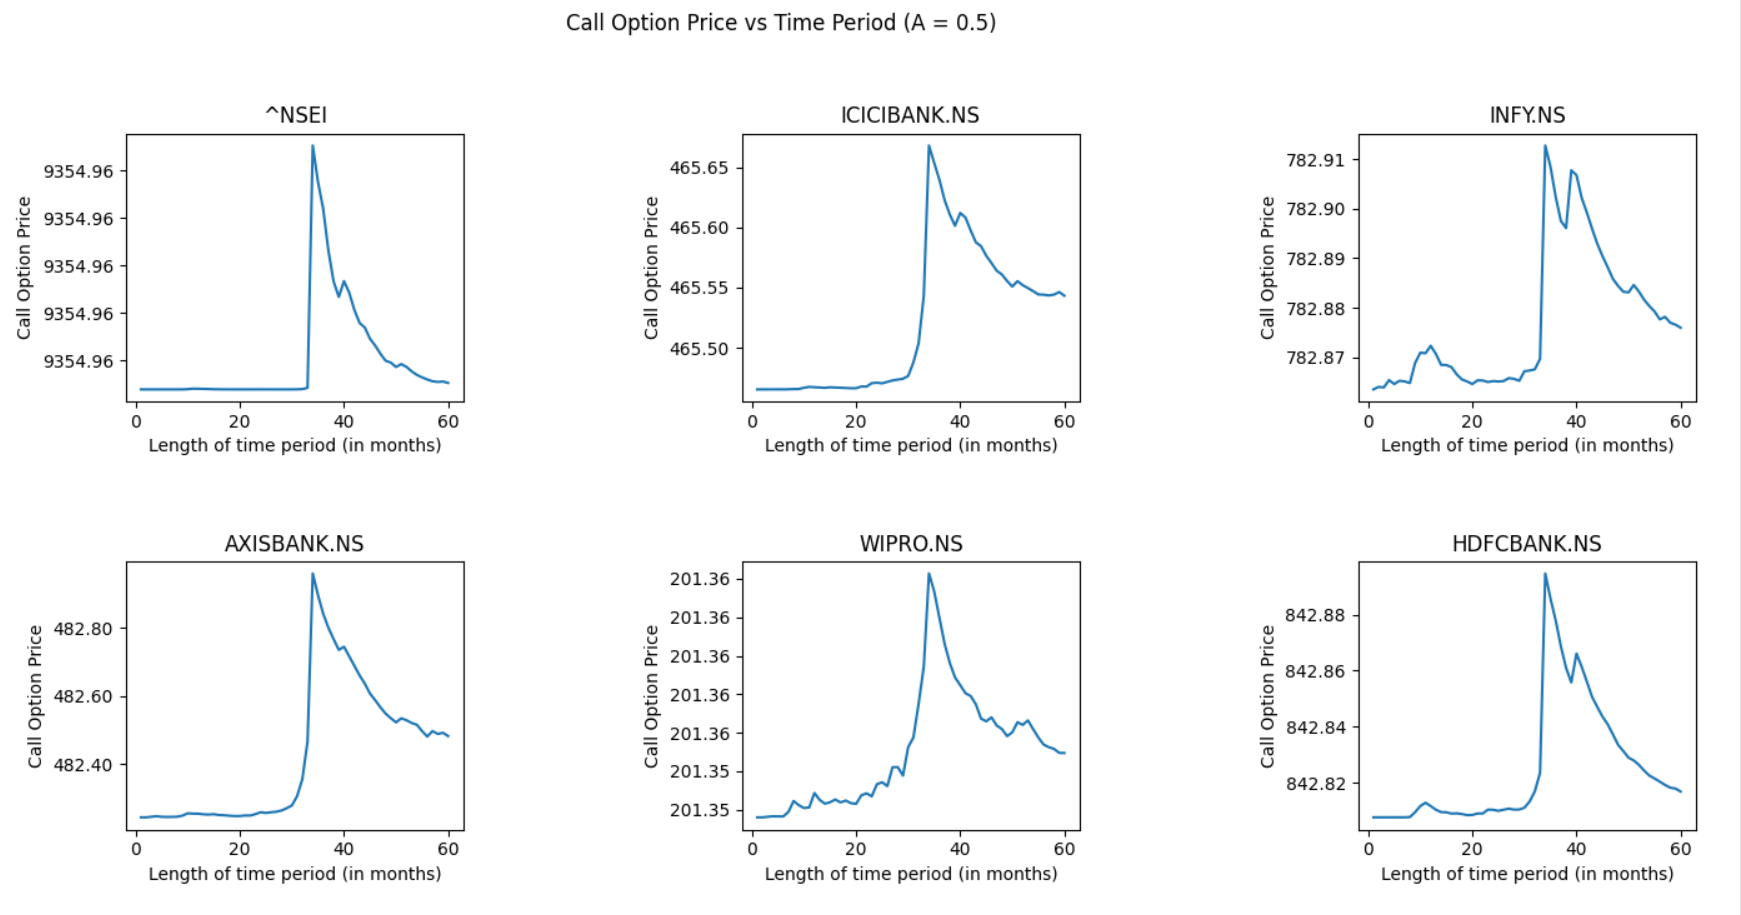 Call Option Price vs Time Period (A = 0.5)
^NSEI
Call Option Price
9354.96
9354.96
9354.96
9354.96
9354.96
0 20 40 60
Length of time period (in months)
ICICIBANK.NS
Call Option Price
465.65
465.60
465.55
465.50
0 20 40 60
Length of time period (in months)
INFY.NS
Call Option Price
782.91
782.90
782.89
782.88
782.87
0 20 40 60
Length of time period (in months)
AXISBANK.NS
Call Option Price
482.80
482.60
482.40
0 20 40 60
Length of time period (in months)
WIPRO.NS
Call Option Price
201.36
201.36
201.36
201.36
201.36
201.35
201.35
0 20 40 60
Length of time period (in months)
HDFCBANK.NS
Call Option Price
842.88
842.86
842.84
842.82
0 20 40 60
Length of time period (in months)